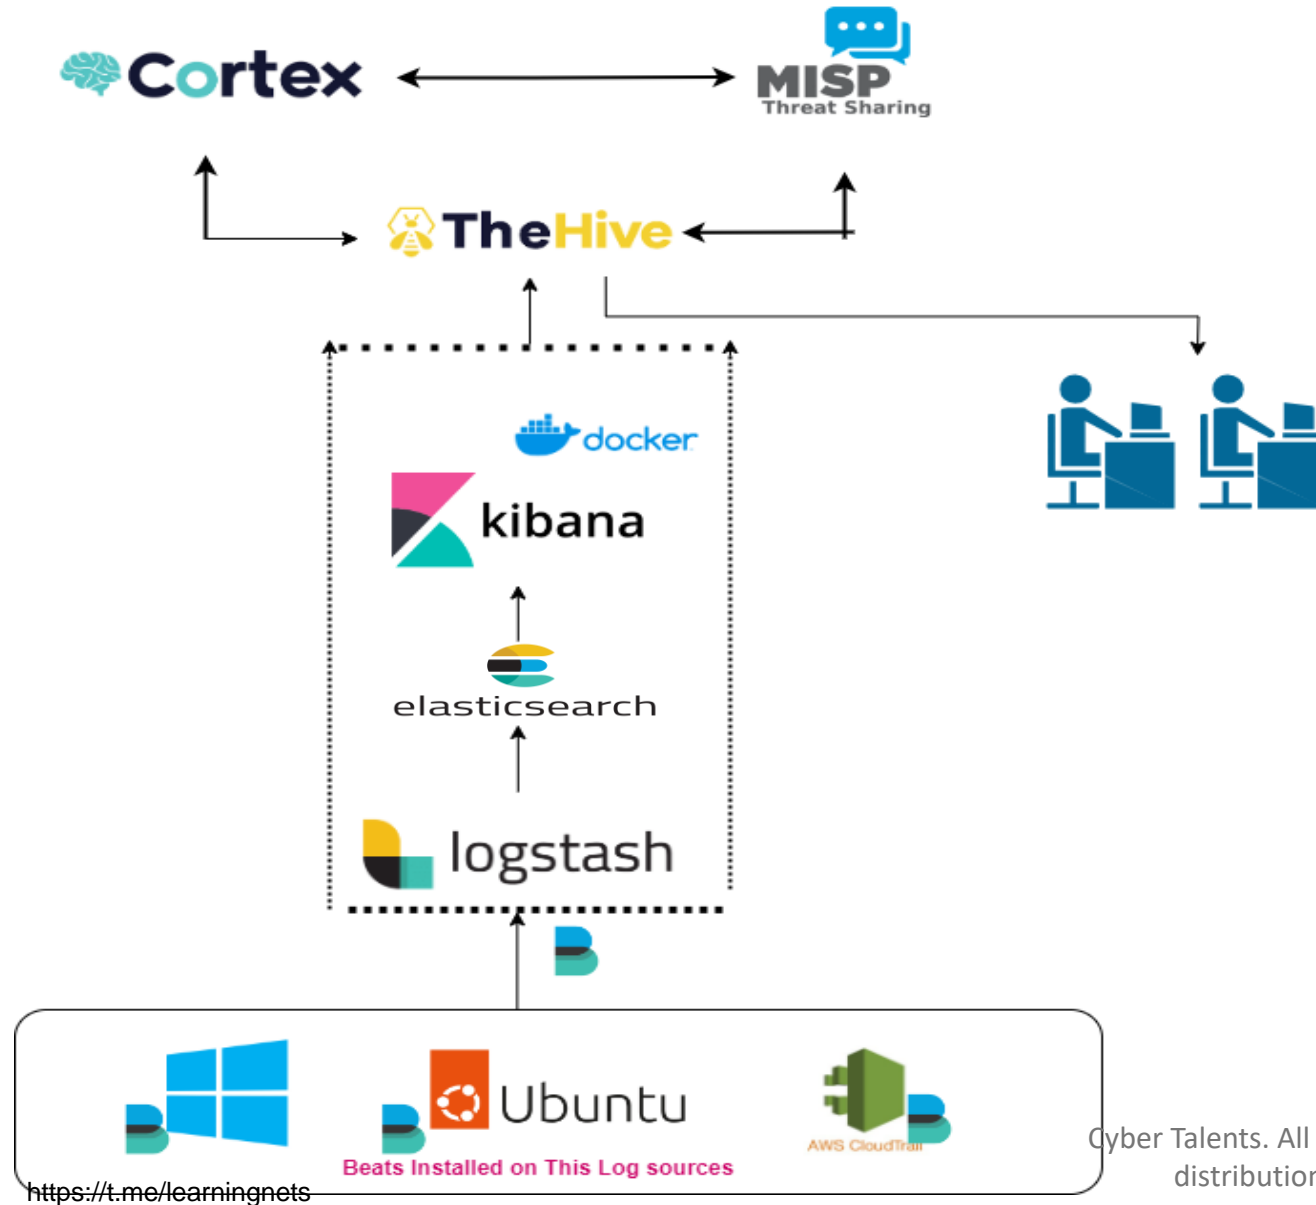 Cortex
MISP
Threat Sharing
TheHive
docker
kibana
elasticsearch
logstash
Ubuntu
AWS CloudTrail
Beats Installed on This Log sources
Cyber Talents. All
distribution
https://t.me/learningnets